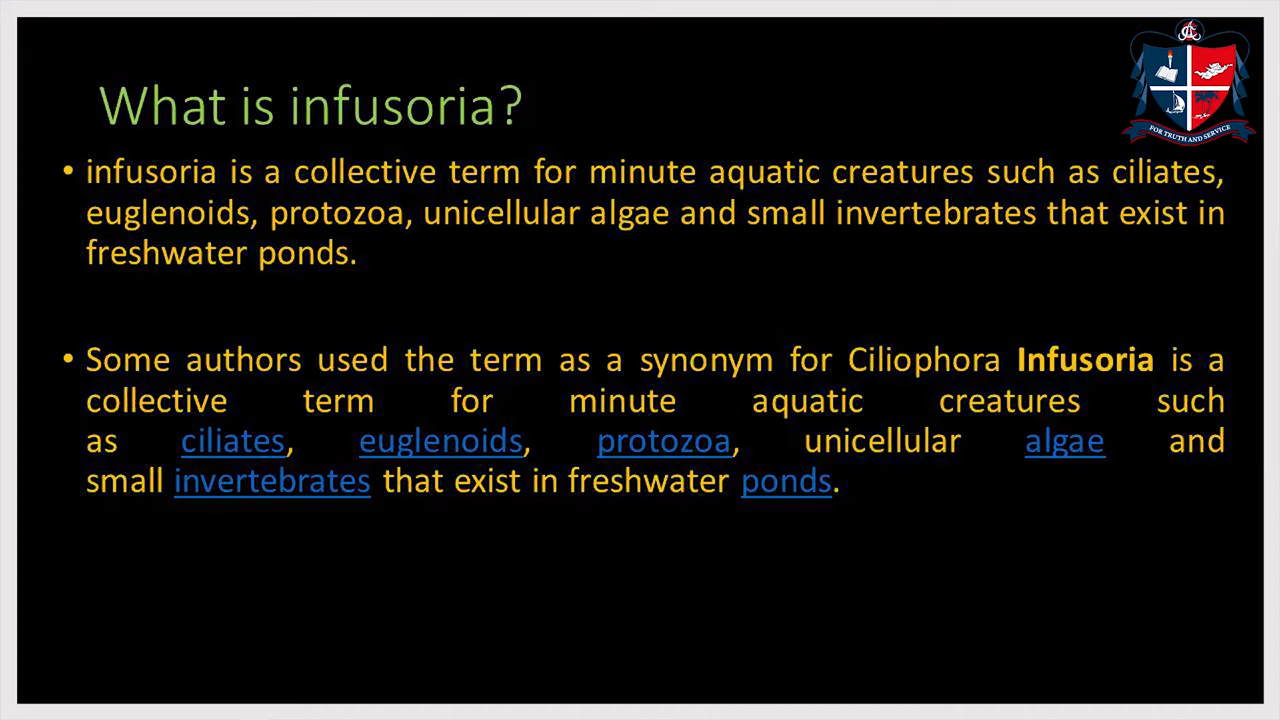 What is infusoria?
• infusoria is a collective term for minute aquatic creatures such as ciliates,
euglenoids, protozoa, unicellular algae and small invertebrates that exist in
freshwater ponds.
• Some authors used the term as a synonym for Ciliophora Infusoria is a
collective term for minute aquatic creatures such
as ciliates, euglenoids, protozoa, unicellular algae and
small invertebrates that exist in freshwater ponds.
FOR TRUTH AND SERVICE